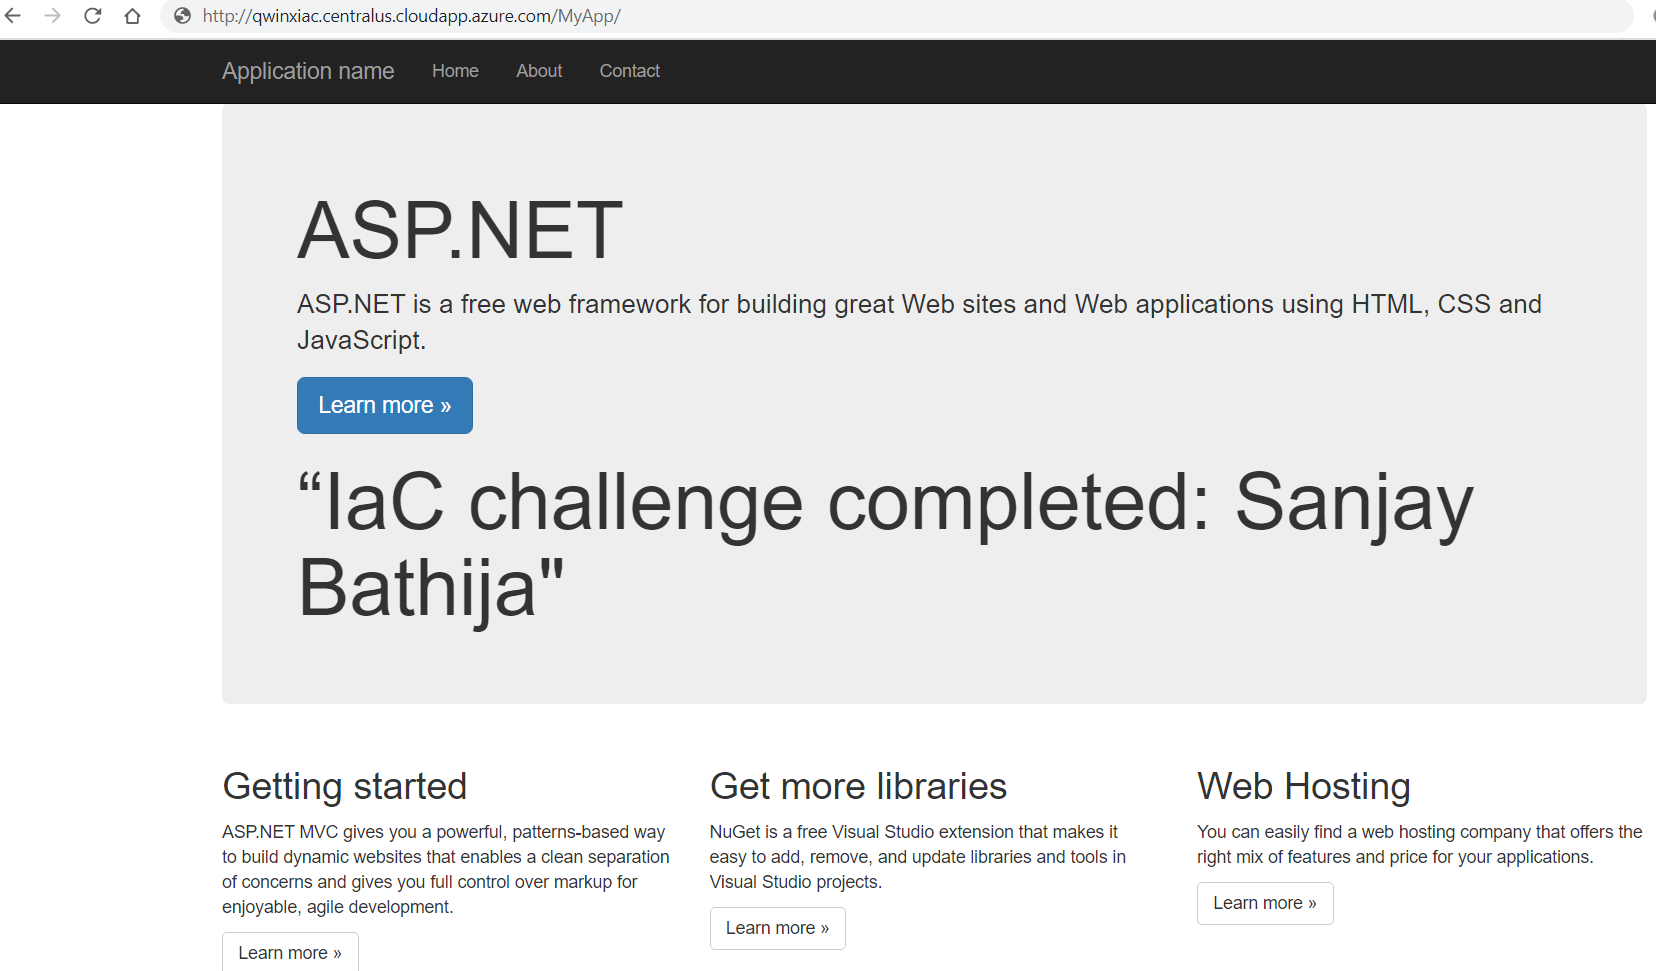 http://qwinxiac.centralus.cloudapp.azure.com/MyApp/
Application name Home About Contact
ASP.NET
ASP.NET is a free web framework for building great Web sites and Web applications using HTML, CSS and
JavaScript.
Learn more »
“IaC challenge completed: Sanjay
Bathija"
Getting started
ASP.NET MVC gives you a powerful, patterns-based way
to build dynamic websites that enables a clean separation
of concerns and gives you full control over markup for
enjoyable, agile development.
Learn more »
Get more libraries
NuGet is a free Visual Studio extension that makes it
easy to add, remove, and update libraries and tools in
Visual Studio projects.
Learn more »
Web Hosting
You can easily find a web hosting company that offers the
right mix of features and price for your applications.
Learn more »